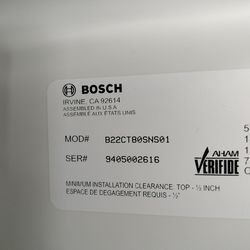 BOSCH
IRVINE, CA 92614
ASSEMBLED IN U.S.A
ASSEMBLÉ AUX ÉTATS UNIS
MOD# B22CT80SNS01
SER# 9405002616
AHAM
VERIFIDE
MINIMUM INSTALLATION CLEARANCE: TOP - ½ INCH
ESPACE DE DEGAGEMENT REQUIS - ½"